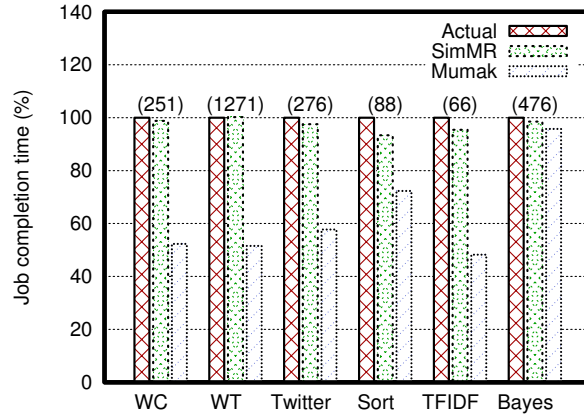 140
120
100
80
60
40
20
0
Job completion time (%)
Actual
SimMR
Mumak
(251) (1271) (276) (88) (66) (476)
WC WT Twitter Sort TFIDF Bayes